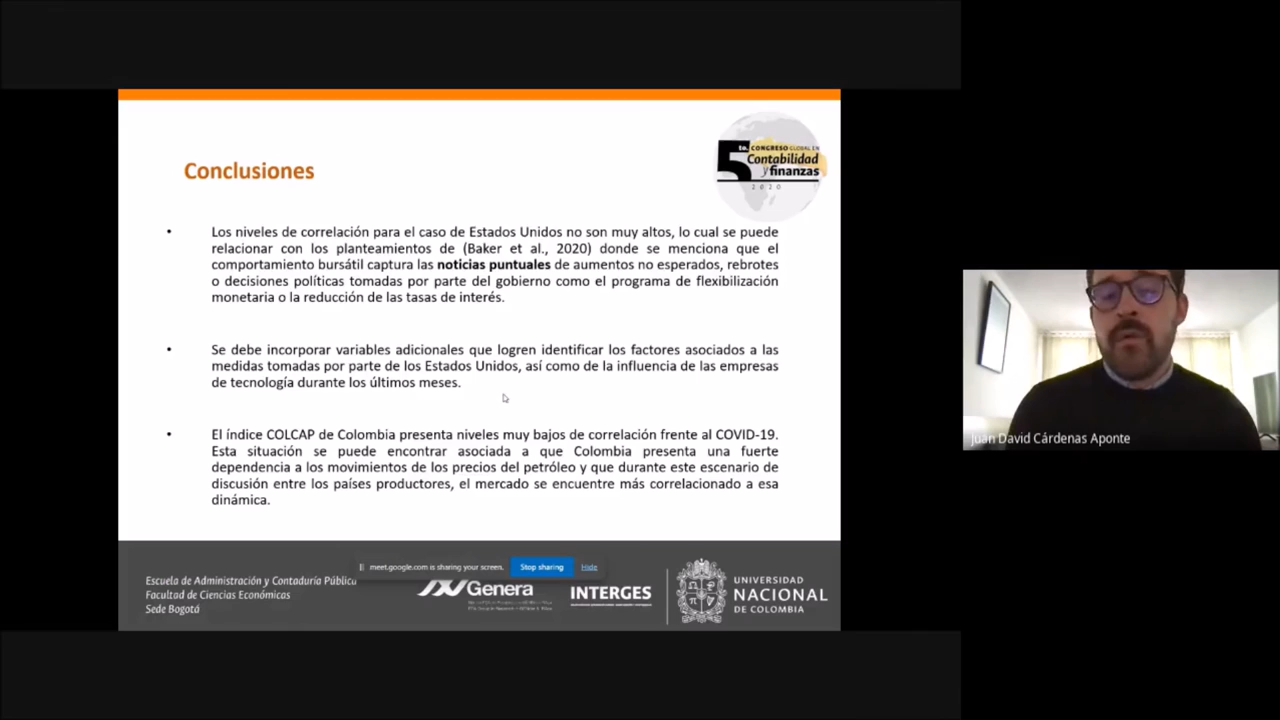 Conclusiones
5to. CONGRESO GLOBAL EN
Contabilidad
y finanzas
2020
• Los niveles de correlación para el caso de Estados Unidos no son muy altos, lo cual se puede
relacionar con los planteamientos de (Baker et al., 2020) donde se menciona que el
comportamiento bursátil captura las noticias puntuales de aumentos no esperados, rebrotes
o decisiones políticas tomadas por parte del gobierno como el programa de flexibilización
monetaria o la reducción de las tasas de interés.
• Se debe incorporar variables adicionales que logren identificar los factores asociados a las
medidas tomadas por parte de los Estados Unidos, así como de la influencia de las empresas
de tecnología durante los últimos meses.
• El índice COLCAP de Colombia presenta niveles muy bajos de correlación frente al COVID-19.
Esta situación se puede encontrar asociada a que Colombia presenta una fuerte
dependencia a los movimientos de los precios del petróleo y que durante este escenario de
discusión entre los países productores, el mercado se encuentre más correlacionado a esa
dinámica.
Juan David Cárdenas Aponte
meet.google.com is sharing your screen.
Stop sharing
Hide
Escuela de Administración y Contaduría Pública
Facultad de Ciencias Económicas
Sede Bogotá
Genera
INTERGES
UNIVERSIDAD
NACIONAL
DE COLOMBIA